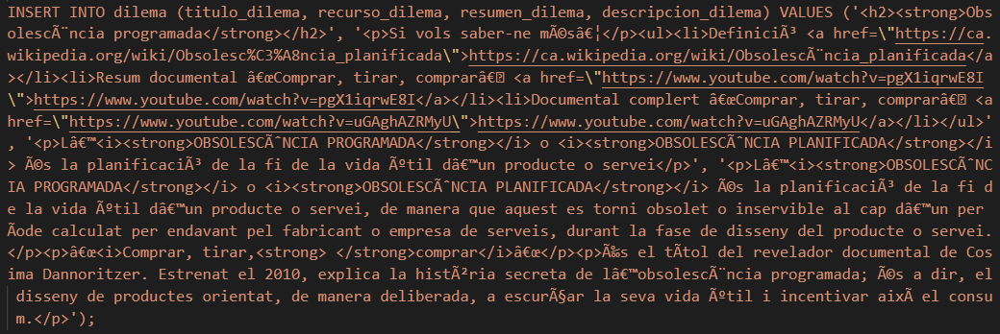 INSERT INTO dilema (titulo_dilema, recurso_dilema, resumen_dilema, descripcion_dilema) VALUES ('<h2><strong>Obs
olescÃ¨ncia programada</strong></h2>', '<p>Si vols saber-ne mÃ©sâ€¦</p><ul><li>DefiniciÃ³ <a href=\"https://ca.
wikipedia.org/wiki/Obsolesc%C3%A8ncia_planificada\">https://ca.wikipedia.org/wiki/ObsolescÃ¨ncia_planificada</a
></li><li>Resum documental â€œComprar, tirar, comprarâ€ <a href=\"https://www.youtube.com/watch?v=pgX1iqrwE8I
\">https://www.youtube.com/watch?v=pgX1iqrwE8I</a></li><li>Documental complert â€œComprar, tirar, comprarâ€ <a
href=\"https://www.youtube.com/watch?v=uGAghAZRMyU\">https://www.youtube.com/watch?v=uGAghAZRMyU</a></li></ul>'
, '<p>Lâ€™<i><strong>OBSOLESCÃˆNCIA PROGRAMADA</strong></i> o <i><strong>OBSOLESCÃˆNCIA PLANIFICADA</strong></i
> Ã©s la planificaciÃ³ de la fi de la vida Ãºtil dâ€™un producte o servei</p>', '<p>Lâ€™<i><strong>OBSOLESCÃˆNC
IA PROGRAMADA</strong></i> o <i><strong>OBSOLESCÃˆNCIA PLANIFICADA</strong></i> Ã©s la planificaciÃ³ de la fi d
e la vida Ãºtil dâ€™un producte o servei, de manera que aquest es torni obsolet o inservible al cap dâ€™un per
Ãode calculat per endavant pel fabricant o empresa de serveis, durant la fase de disseny del producte o servei.
</p><p>â€œ<i>Comprar, tirar,<strong> </strong>comprar</i>â€œ</p><p>Ã‰s el tÃtol del revelador documental de Cos
ima Dannoritzer. Estrenat el 2010, explica la histÃ²ria secreta de lâ€™obsolescÃ¨ncia programada; Ã©s a dir, el
disseny de productes orientat, de manera deliberada, a escurÃ§ar la seva vida Ãºtil i incentivar aixÃ el consu
m.</p>');